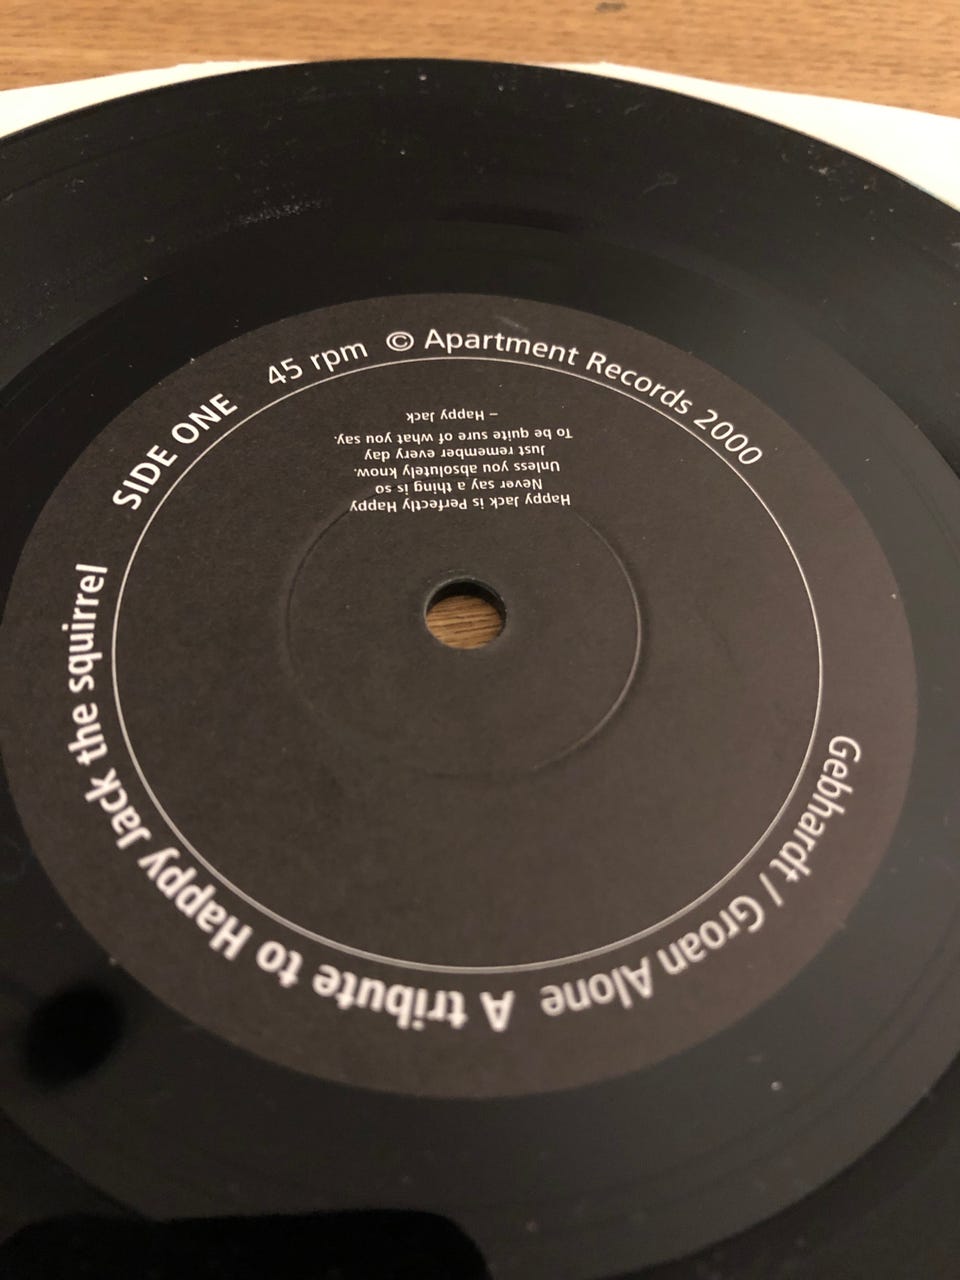 Gebhardt / Groan Alone A tribute to Happy Jack the squirrel
SIDE ONE 45 rpm © Apartment Records 2000
Happy Jack is Perfectly Happy
Never say a thing is so
Unless you absolutely know.
Just remember every day
To be quite sure of what you say.
– Happy Jack